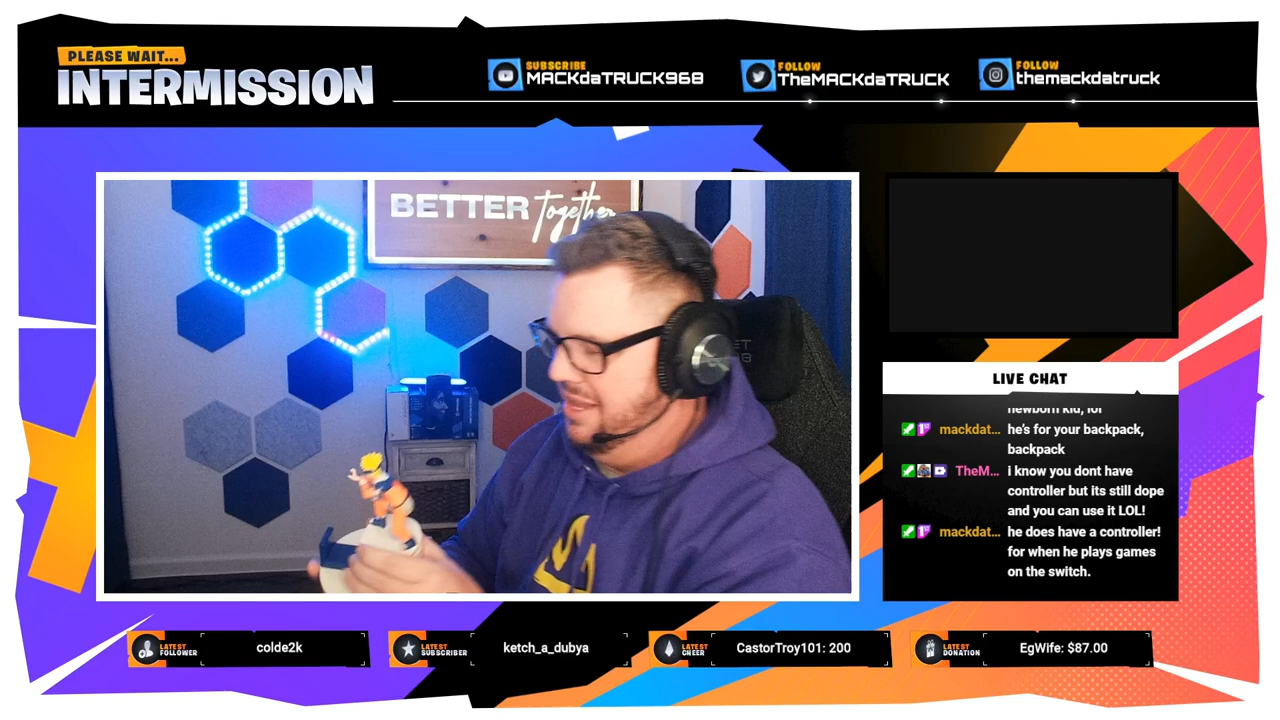 PLEASE WAIT...
INTERMISSION
SUBSCRIBE
MACKdaTRUCK968
FOLLOW
TheMACKdaTRUCK
FOLLOW
themackdatruck
BETTER together
LIVE CHAT
newborn kid, lol
mackdat... he's for your backpack,
backpack
TheM... i know you dont have
controller but its still dope
and you can use it LOL!
mackdat... he does have a controller!
for when he plays games
on the switch.
LATEST
FOLLOWER
colde2k
LATEST
SUBSCRIBER
ketch_a_dubya
LATEST
CHEER
CastorTroy101: 200
LATEST
DONATION
EgWife: $87.00